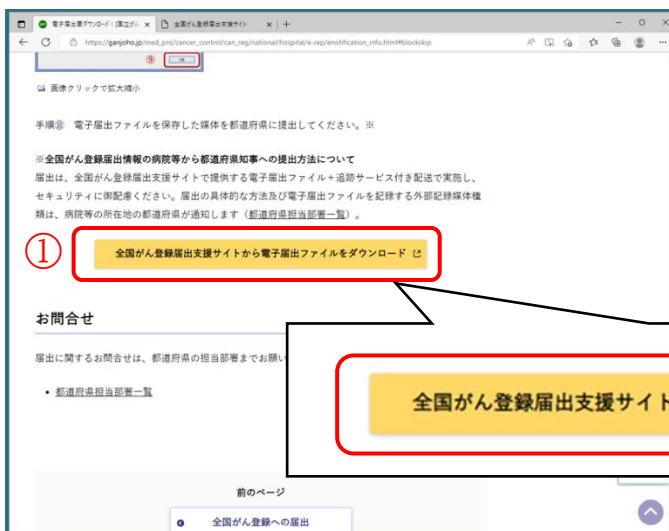 電子届出票ダウンロード：[国立がん
全国がん登録届出支援サイト
https://ganjoho.jp/med_pro/cancer_control/can_reg/national/hospital/e-rep/enotification_info.html#blockskip
⑨
OK
画像クリックで拡大縮小
手順⑩ 電子届出ファイルを保存した媒体を都道府県に提出してください。※
※全国がん登録届出情報の病院等から都道府県知事への提出方法について
届出は、全国がん登録届出支援サイトで提供する電子届出ファイル＋追跡サービス付き配送で実施し、
セキュリティに御配慮ください。届出の具体的な方法及び電子届出ファイルを記録する外部記録媒体種
類は、病院等の所在地の都道府県が通知します（都道府県担当部署一覧）。
①
全国がん登録届出支援サイトから電子届出ファイルをダウンロード
お問合せ
届出に関するお問合せは、都道府県の担当部署までお願い
• 都道府県担当部署一覧
全国がん登録届出支援サイト
前のページ
全国がん登録への届出